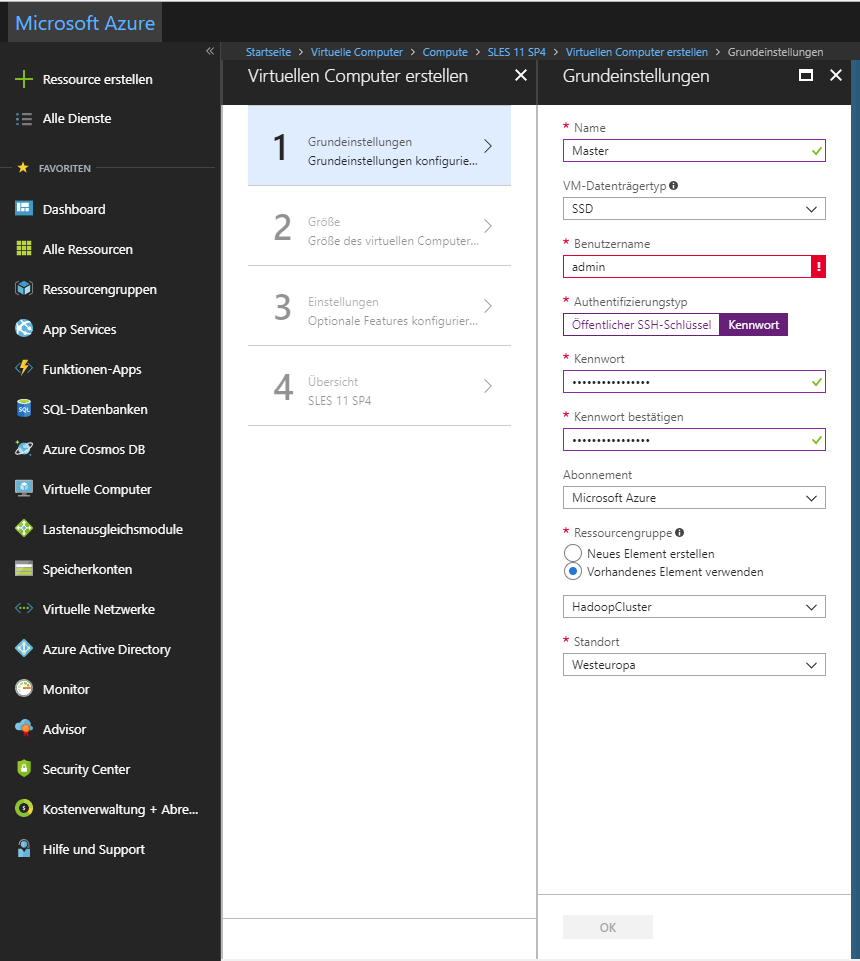 Microsoft Azure
«
Ressource erstellen
Alle Dienste
FAVORITEN
Dashboard
Alle Ressourcen
Ressourcengruppen
App Services
Funktionen-Apps
SQL-Datenbanken
Azure Cosmos DB
Virtuelle Computer
Lastenausgleichsmodule
Speicherkonten
Virtuelle Netzwerke
Azure Active Directory
Monitor
Advisor
Security Center
Kostenverwaltung + Abre...
Hilfe und Support
Startseite > Virtuelle Computer > Compute > SLES 11 SP4 > Virtuellen Computer erstellen > Grundeinstellungen
Virtuellen Computer erstellen
1
Grundeinstellungen
Grundeinstellungen konfigurie...
2
Größe
Größe des virtuellen Computer...
3
Einstellungen
Optionale Features konfigurier...
4
Übersicht
SLES 11 SP4
Grundeinstellungen
* Name
Master
VM-Datenträgertyp
SSD
* Benutzername
admin
!
* Authentifizierungstyp
Öffentlicher SSH-Schlüssel Kennwort
* Kennwort
••••••••••••••••
* Kennwort bestätigen
••••••••••••••••
Abonnement
Microsoft Azure
* Ressourcengruppe
Neues Element erstellen
Vorhandenes Element verwenden
HadoopCluster
* Standort
Westeuropa
OK